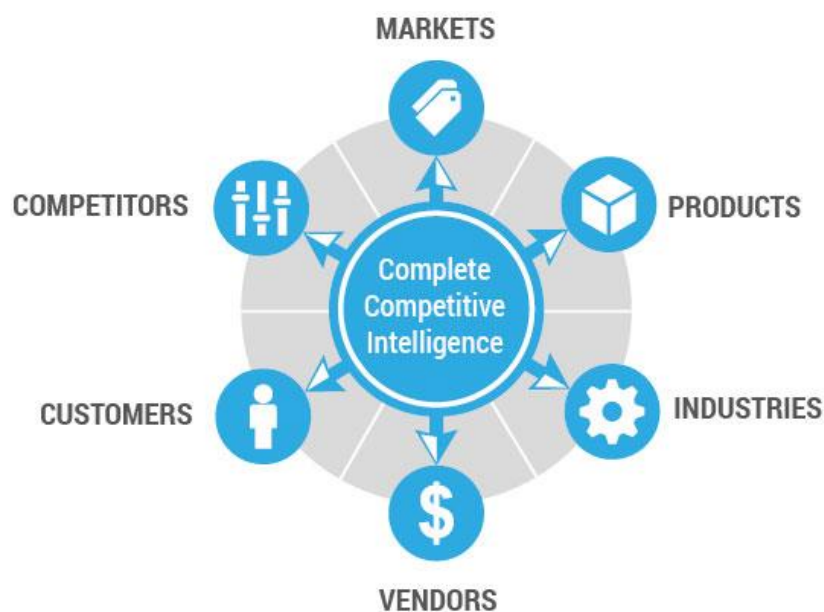 MARKETS
COMPETITORS
PRODUCTS
Complete
Competitive
Intelligence
CUSTOMERS
INDUSTRIES
$
VENDORS